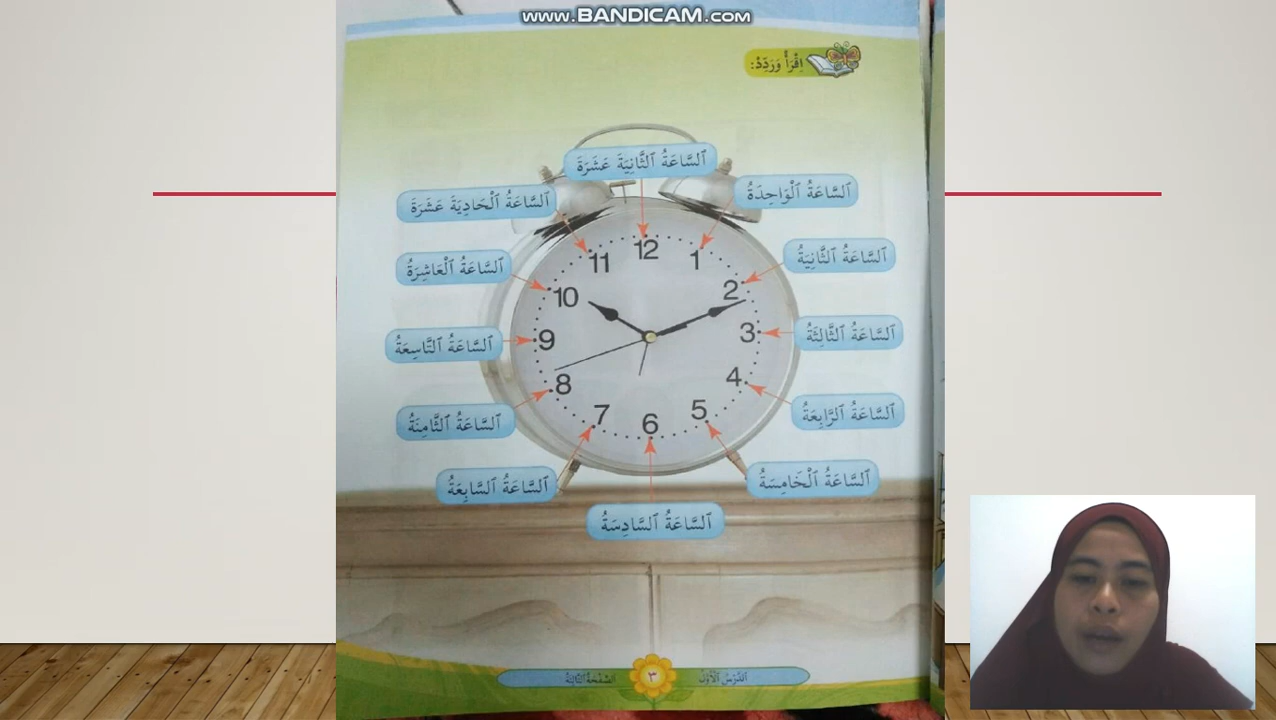 www.BANDICAM.com
اِقْرَأْ وَرَدِّدْ:
اَلسَّاعَةُ الثَّانِيَةَ عَشَرَةَ
اَلسَّاعَةُ الْوَاحِدَةُ
اَلسَّاعَةُ الْحَادِيَةَ عَشَرَةَ
اَلسَّاعَةُ الثَّانِيَةُ
اَلسَّاعَةُ الْعَاشِرَةُ
اَلسَّاعَةُ الثَّالِثَةُ
اَلسَّاعَةُ التَّاسِعَةُ
اَلسَّاعَةُ الرَّابِعَةُ
اَلسَّاعَةُ الثَّامِنَةُ
اَلسَّاعَةُ الْخَامِسَةُ
اَلسَّاعَةُ السَّابِعَةُ
اَلسَّاعَةُ السَّادِسَةُ
12
11
1
10
2
9
3
8
4
7
5
6
اَلدَّرْسُ الْأَوَّلُ
٣
اَلصَّفْحَةُ الثَّالِثَةُ